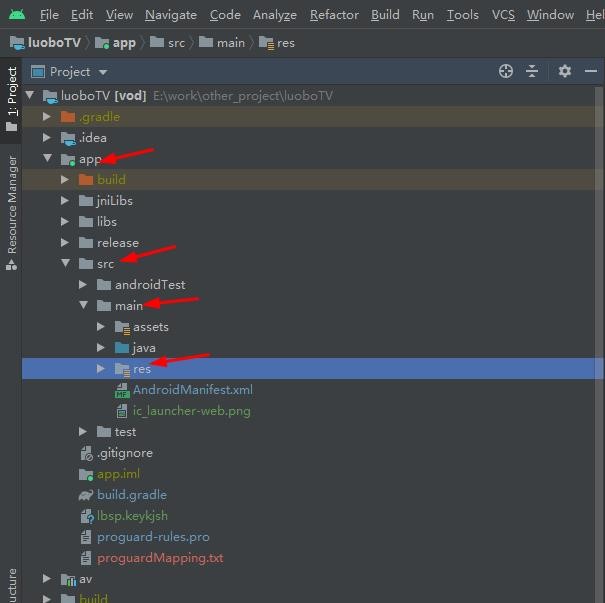 File Edit View Navigate Code Analyze Refactor Build Run Tools VCS Window He
luoboTV app src main res
1: Project
Project
luoboTV [vod] E:\work\other_project\luoboTV
.gradle
.idea
app
build
jniLibs
libs
release
Resource Manager
src
androidTest
main
assets
java
res
AndroidManifest.xml
ic_launcher-web.png
test
.gitignore
app.iml
build.gradle
lbsp.keykjsh
proguard-rules.pro
proguardMapping.txt
ucture
av
build